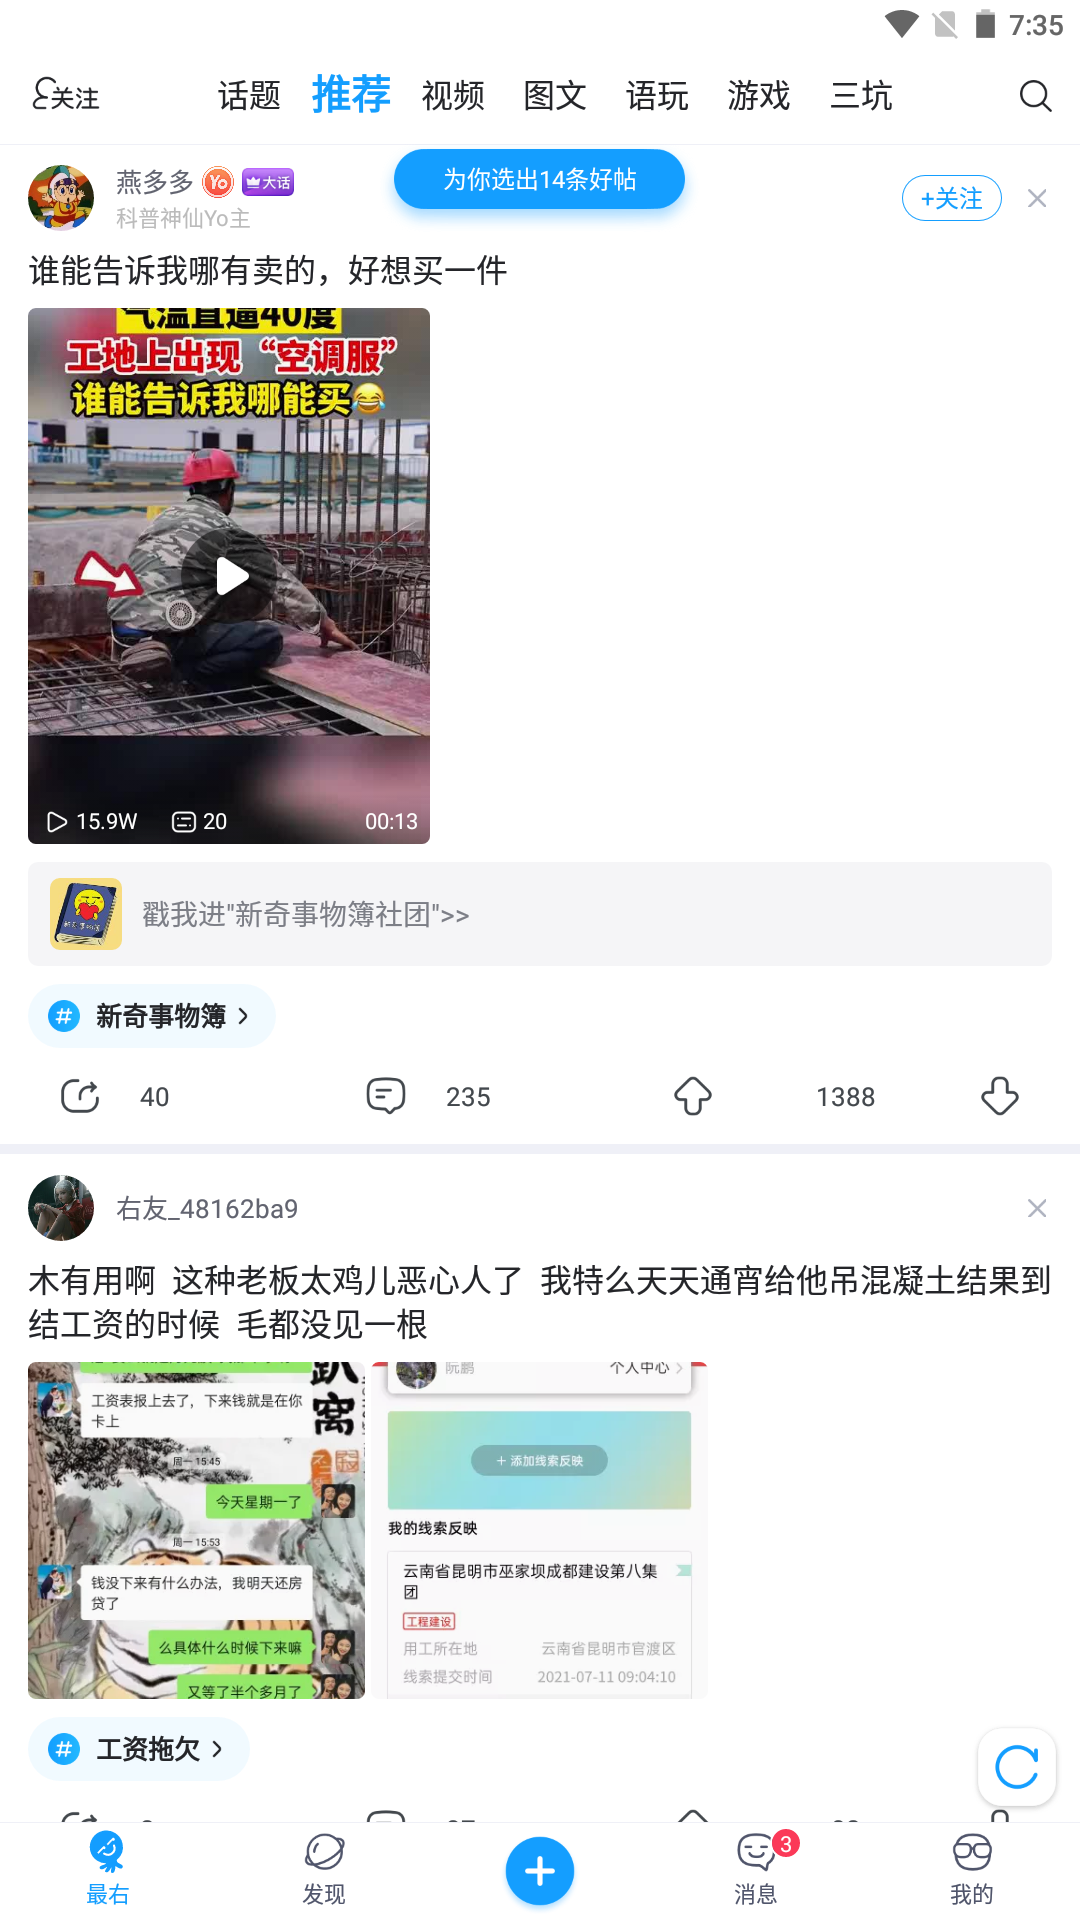 7:35
关注
话题
推荐
视频
图文
语玩
游戏
三坑
燕多多
Yo
大话
科普神仙Yo主
为你选出14条好帖
+关注
谁能告诉我哪有卖的，好想买一件
气温直逼40度
工地上出现“空调服”
谁能告诉我哪能买😂
15.9W
20
00:13
戳我进"新奇事物簿社团">>
# 新奇事物簿
40
235
1388
右友_48162ba9
木有用啊 这种老板太鸡儿恶心人了 我特么天天通宵给他吊混凝土结果到
结工资的时候 毛都没见一根
工资表报上去了，下来钱就是在你
卡上
周一 15:45
今天星期一了
周一 15:53
钱没下来有什么办法，我明天还房
贷了
么具体什么时候下来嘛
又等了半个多月了
趴
窝
阮鹏
个人中心
+ 添加线索反映
我的线索反映
云南省昆明市巫家坝成都建设第八集
团
工程建设
用工所在地
云南省昆明市官渡区
线索提交时间
2021-07-11 09:04:10
# 工资拖欠
最右
发现
3
消息
我的